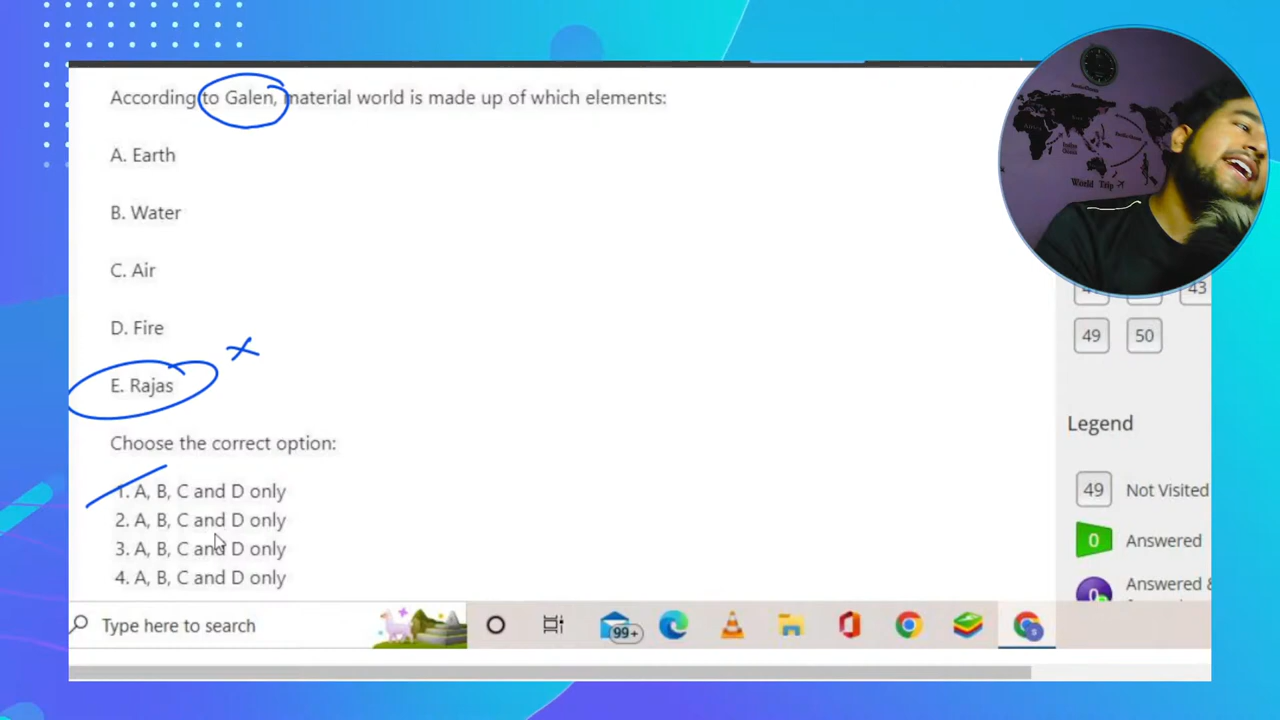 According to Galen, material world is made up of which elements:
A. Earth
B. Water
C. Air
D. Fire
E. Rajas
Choose the correct option:
1. A, B, C and D only
2. A, B, C and D only
3. A, B, C and D only
4. A, B, C and D only
World Trip
43
49 50
Legend
49 Not Visited
0 Answered
0 Answered &
Type here to search
99+